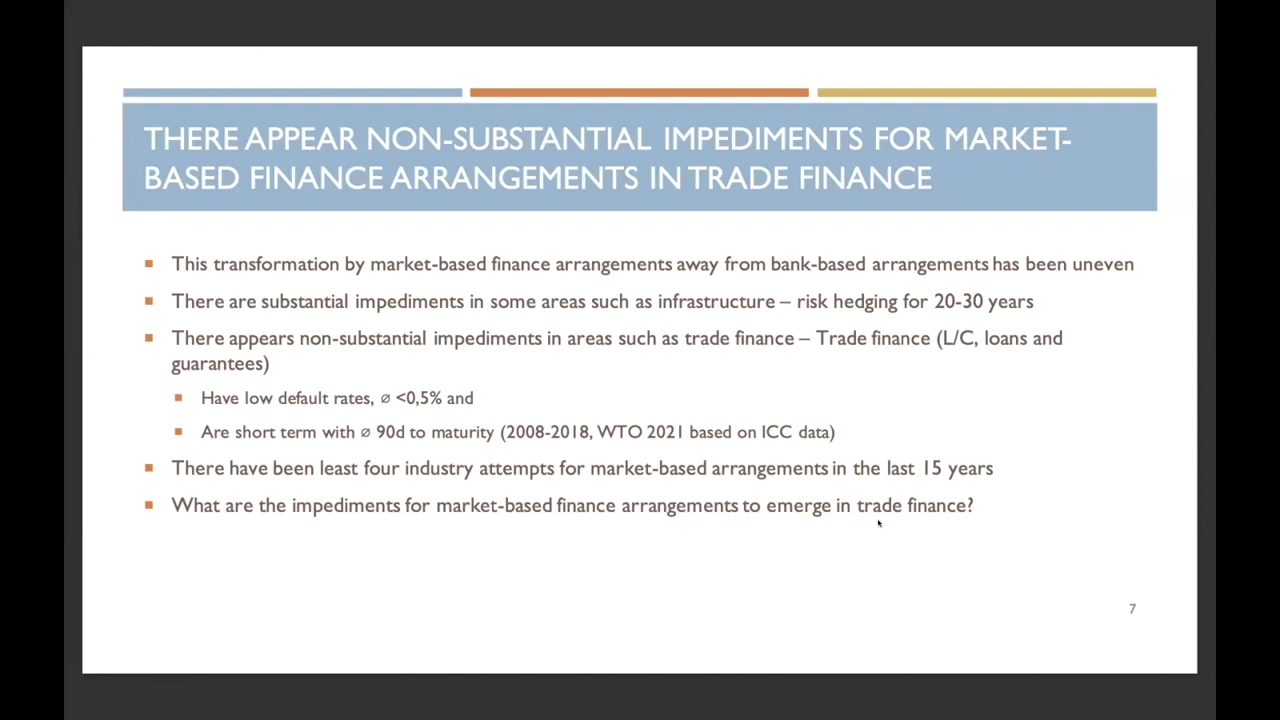 THERE APPEAR NON-SUBSTANTIAL IMPEDIMENTS FOR MARKET-
BASED FINANCE ARRANGEMENTS IN TRADE FINANCE
This transformation by market-based finance arrangements away from bank-based arrangements has been uneven
There are substantial impediments in some areas such as infrastructure – risk hedging for 20-30 years
There appears non-substantial impediments in areas such as trade finance – Trade finance (L/C, loans and
guarantees)
Have low default rates, ⌀ <0,5% and
Are short term with ⌀ 90d to maturity (2008-2018, WTO 2021 based on ICC data)
There have been least four industry attempts for market-based arrangements in the last 15 years
What are the impediments for market-based finance arrangements to emerge in trade finance?
7